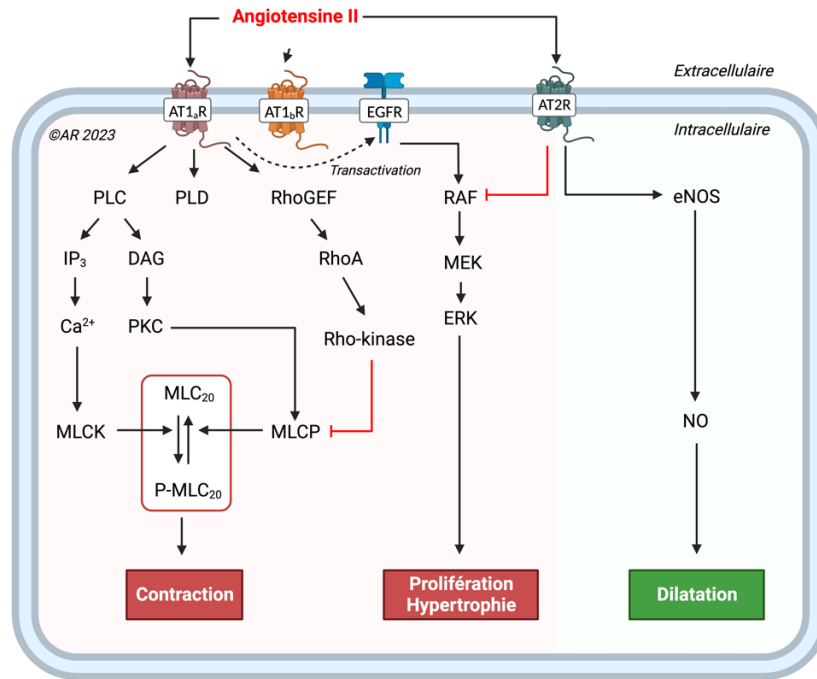 Angiotensine II
Extracellulaire
AT1ₐR
AT1bR
EGFR
AT2R
©AR 2023
Intracellulaire
Transactivation
PLC
PLD
RhoGEF
RAF
eNOS
IP₃
DAG
RhoA
MEK
Ca²⁺
PKC
Rho-kinase
ERK
MLC₂₀
MLCK
MLCP
NO
P-MLC₂₀
Contraction
Prolifération
Hypertrophie
Dilatation